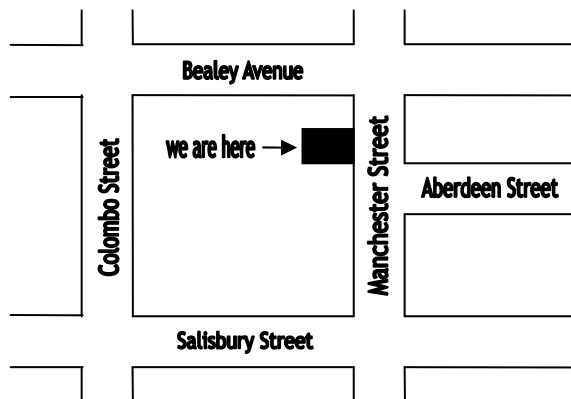 Bealey Avenue
we are here
Colombo Street
Manchester Street
Aberdeen Street
Salisbury Street